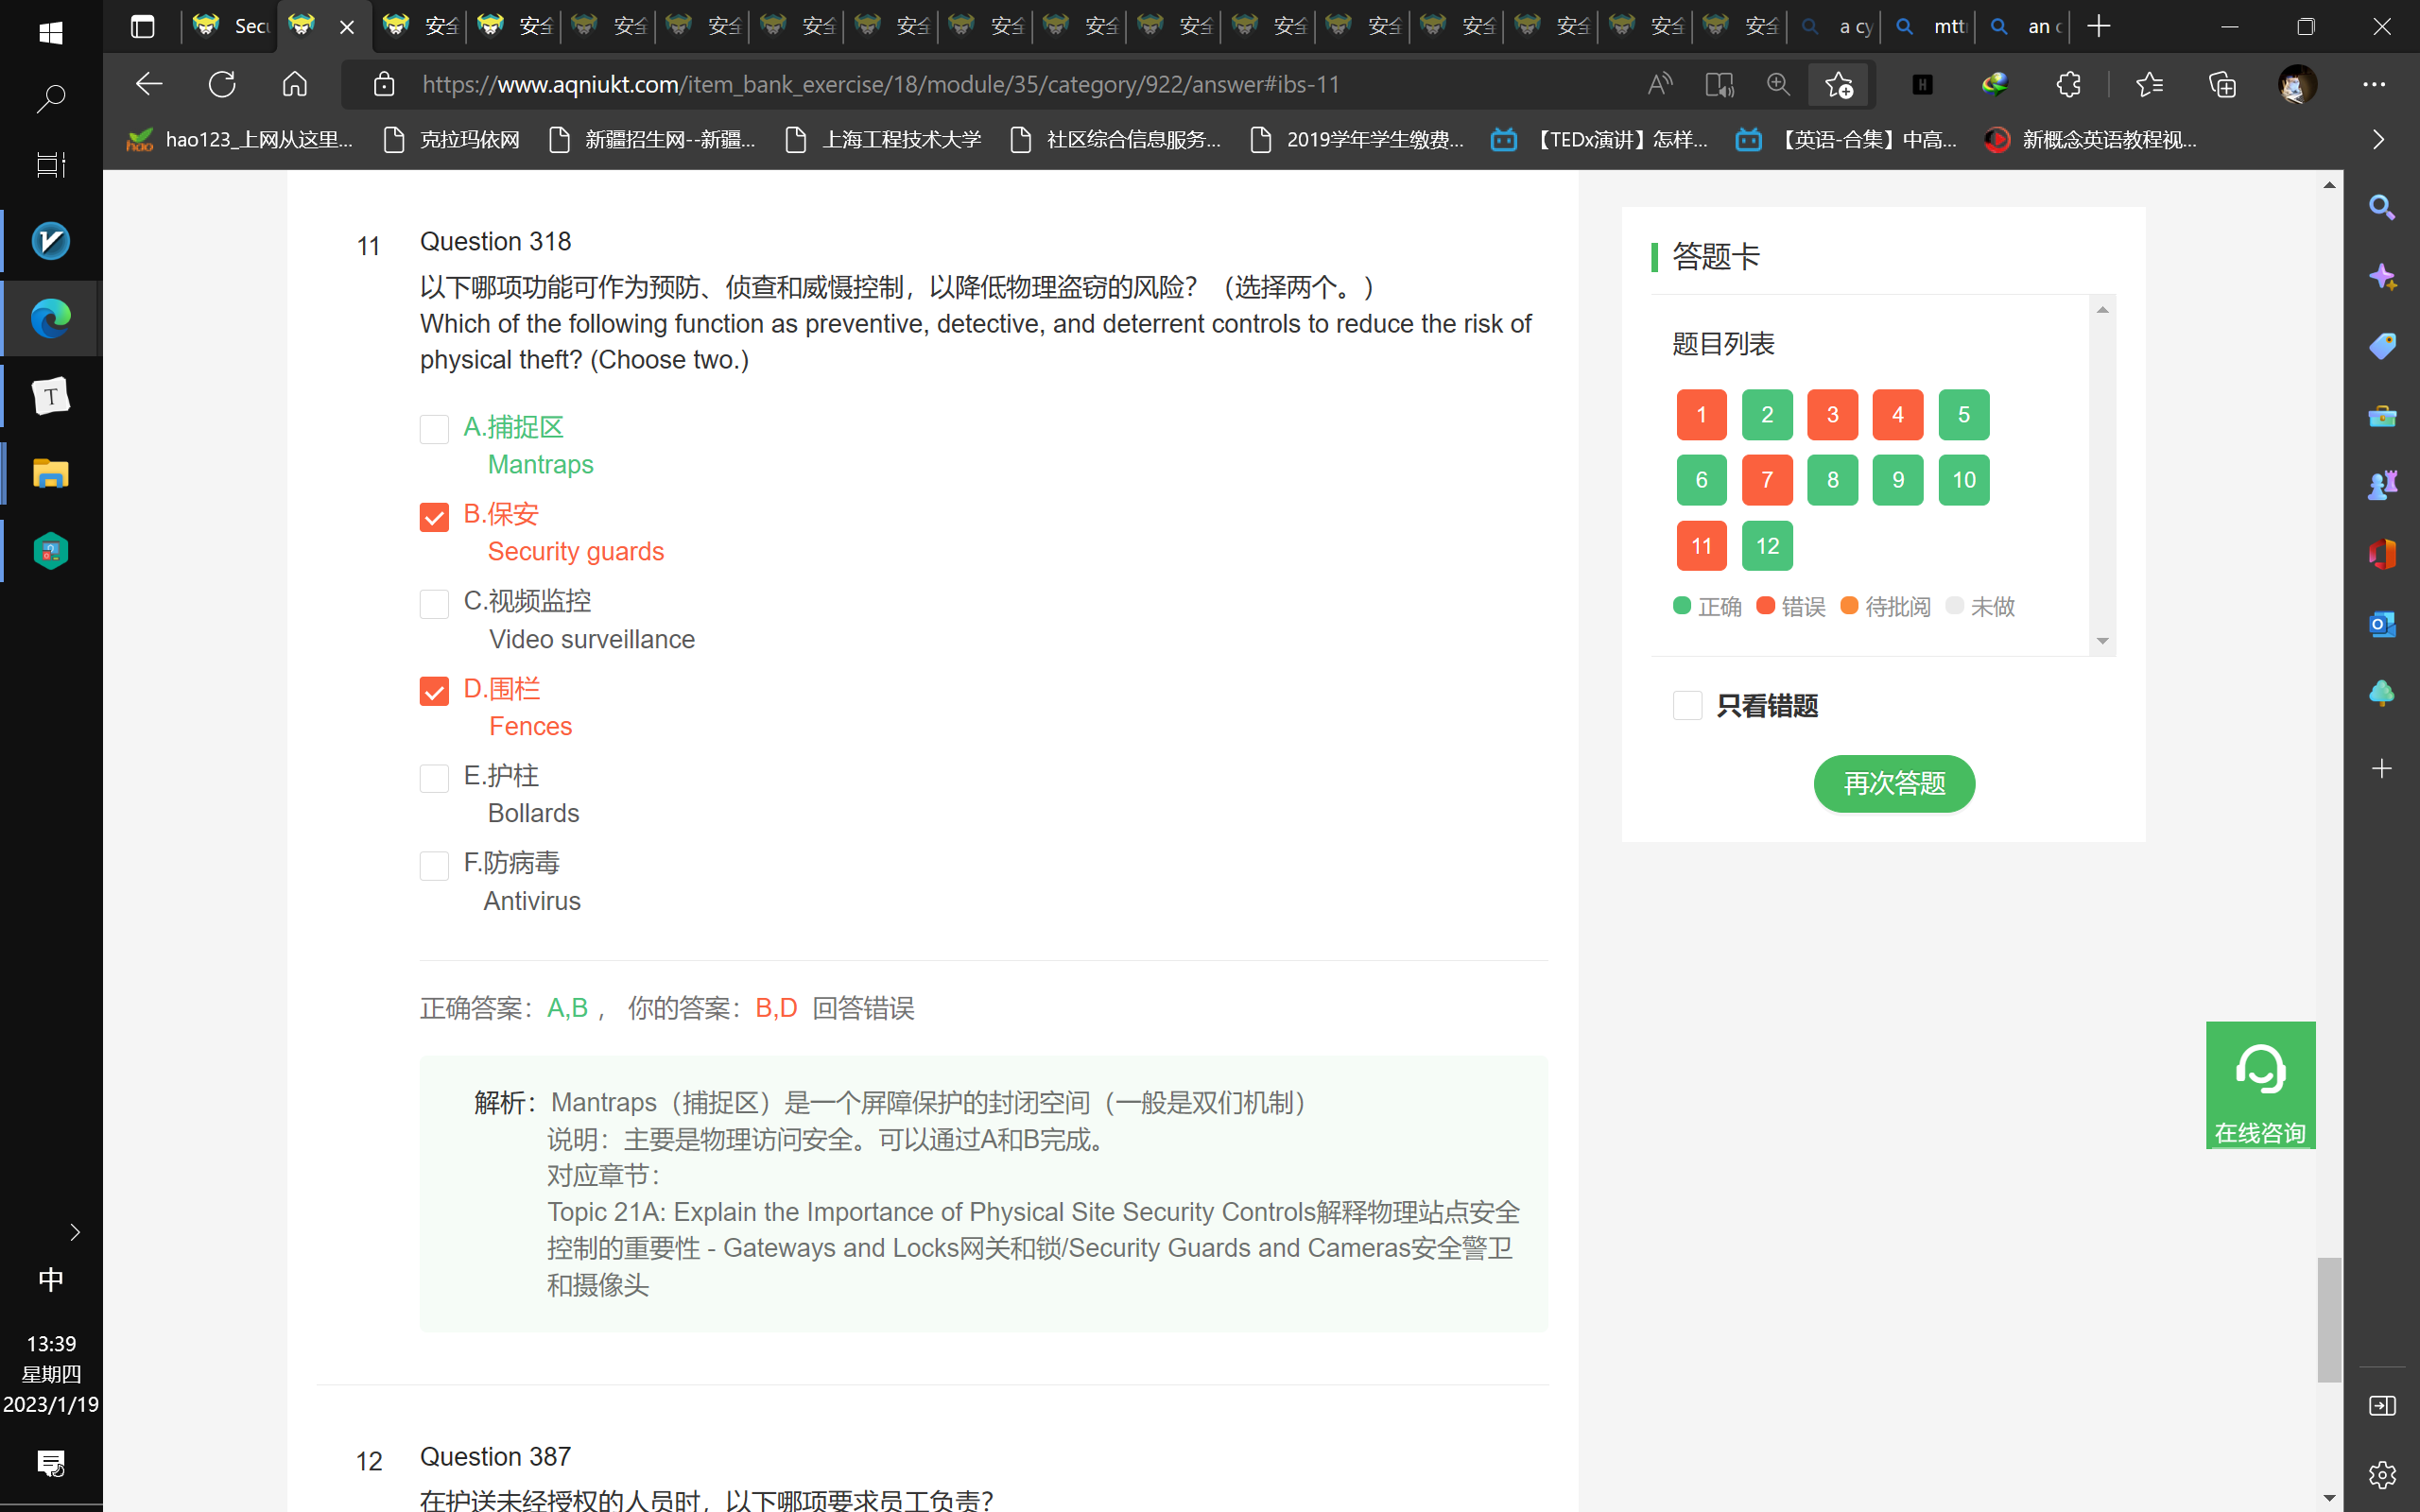 Sec
安全
安全
安全
安全
安全
安全
安全
安全
安全
安全
安全
安全
安全
安全
a cy
mtt
an c
https://www.aqniukt.com/item_bank_exercise/18/module/35/category/922/answer#ibs-11
hao123_上网从这里...
克拉玛依网
新疆招生网--新疆...
上海工程技术大学
社区综合信息服务...
2019学年学生缴费...
【TEDx演讲】怎样...
【英语-合集】中高...
新概念英语教程视...
11
Question 318
以下哪项功能可作为预防、侦查和威慑控制，以降低物理盗窃的风险？（选择两个。）
Which of the following function as preventive, detective, and deterrent controls to reduce the risk of
physical theft? (Choose two.)
A.捕捉区
Mantraps
B.保安
Security guards
C.视频监控
Video surveillance
D.围栏
Fences
E.护柱
Bollards
F.防病毒
Antivirus
正确答案：A,B ， 你的答案：B,D 回答错误
解析：Mantraps（捕捉区）是一个屏障保护的封闭空间（一般是双们机制）
说明：主要是物理访问安全。可以通过A和B完成。
对应章节：
Topic 21A: Explain the Importance of Physical Site Security Controls解释物理站点安全
控制的重要性 - Gateways and Locks网关和锁/Security Guards and Cameras安全警卫
和摄像头
12
Question 387
在护送未经授权的人员时，以下哪项要求员工负责？
答题卡
题目列表
1 2 3 4 5
6 7 8 9 10
11 12
正确 错误 待批阅 未做
只看错题
再次答题
在线咨询
中
13:39
星期四
2023/1/19